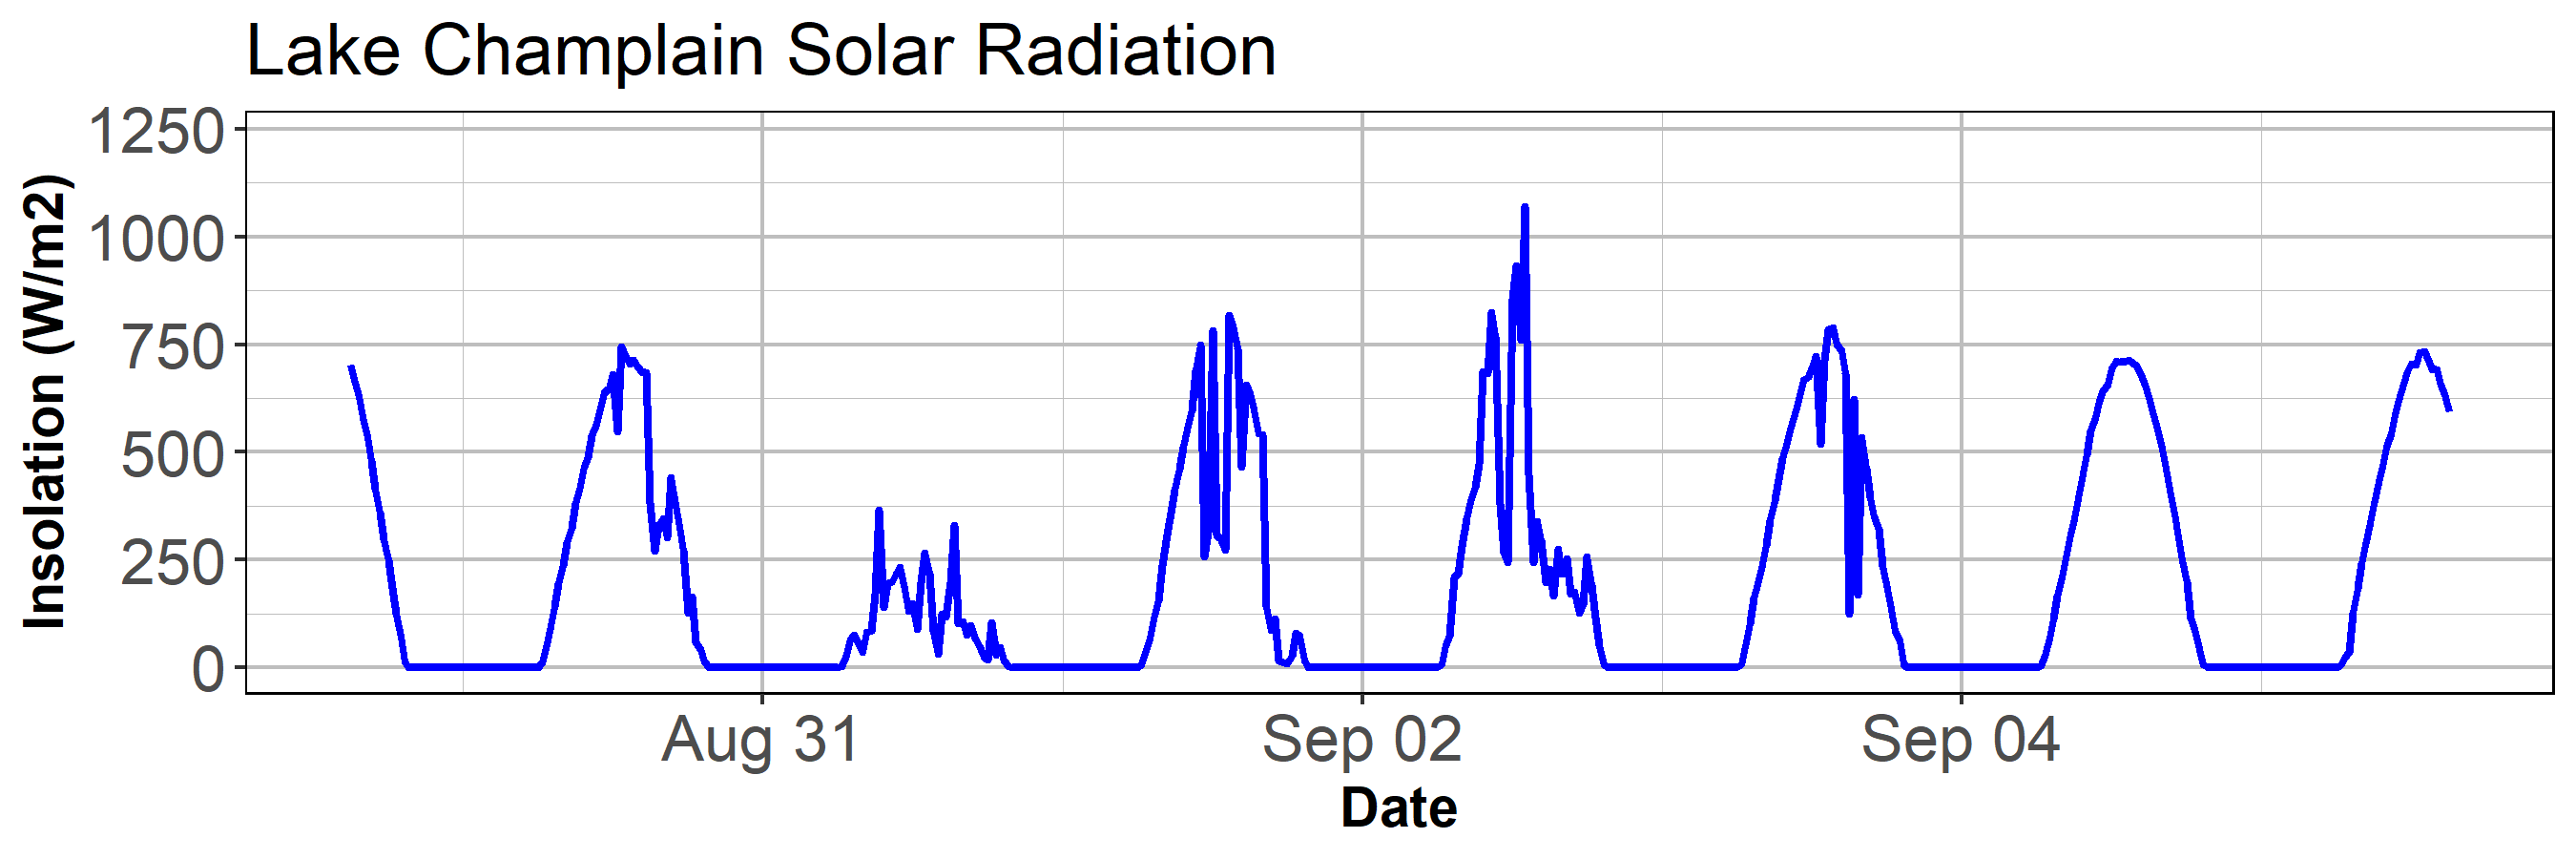 Lake Champlain Solar Radiation
1250
1000
750
500
250
0
Insolation (W/m2)
Aug 31
Sep 02
Sep 04
Date